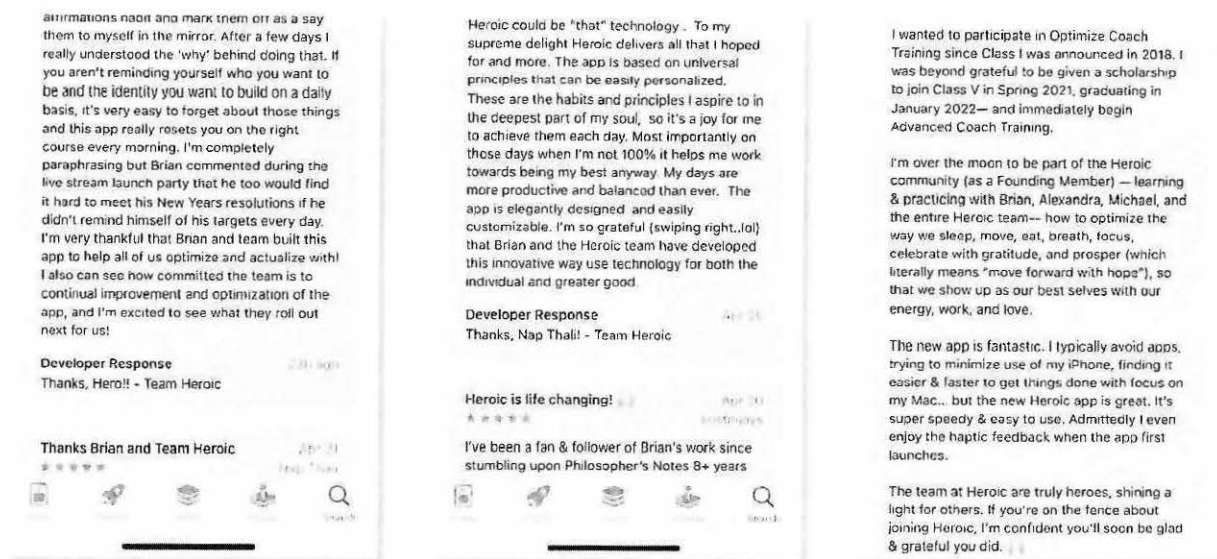 affirmations habit and mark them off as a say
them to myself in the mirror. After a few days I
really understood the 'why' behind doing that. If
you aren't reminding yourself who you want to
be and the identity you want to build on a daily
basis, it's very easy to forget about those things
and this app really resets you on the right
course every morning. I'm completely
paraphrasing but Brian commented during the
live stream launch party that he too would find
it hard to meet his New Years resolutions if he
didn't remind himself of his targets every day.
I'm very thankful that Brian and team built this
app to help all of us optimize and actualize with!
I also can see how committed the team is to
continual improvement and optimization of the
app, and I'm excited to see what they roll out
next for us!
Developer Response
Thanks, Hero!! - Team Heroic
Thanks Brian and Team Heroic
Nap Thali
Search
Heroic could be "that" technology . To my
supreme delight Heroic delivers all that I hoped
for and more. The app is based on universal
principles that can be easily personalized.
These are the habits and principles I aspire to in
the deepest part of my soul, so it's a joy for me
to achieve them each day. Most importantly on
those days when I'm not 100% it helps me work
towards being my best anyway. My days are
more productive and balanced than ever. The
app is elegantly designed and easily
customizable. I'm so grateful (swiping right..lol)
that Brian and the Heroic team have developed
this innovative way use technology for both the
individual and greater good.
Developer Response
Thanks, Nap Thali! - Team Heroic
Heroic is life changing! Apr 20
I've been a fan & follower of Brian's work since
stumbling upon Philosopher's Notes 8+ years
Search
I wanted to participate in Optimize Coach
Training since Class I was announced in 2018. I
was beyond grateful to be given a scholarship
to join Class V in Spring 2021, graduating in
January 2022— and immediately begin
Advanced Coach Training.
I'm over the moon to be part of the Heroic
community (as a Founding Member) — learning
& practicing with Brian, Alexandra, Michael, and
the entire Heroic team-- how to optimize the
way we sleep, move, eat, breath, focus,
celebrate with gratitude, and prosper (which
literally means "move forward with hope"), so
that we show up as our best selves with our
energy, work, and love.
The new app is fantastic. I typically avoid apps,
trying to minimize use of my iPhone, finding it
easier & faster to get things done with focus on
my Mac... but the new Heroic app is great. It's
super speedy & easy to use. Admittedly I even
enjoy the haptic feedback when the app first
launches.
The team at Heroic are truly heroes, shining a
light for others. If you're on the fence about
joining Heroic, I'm confident you'll soon be glad
& grateful you did.